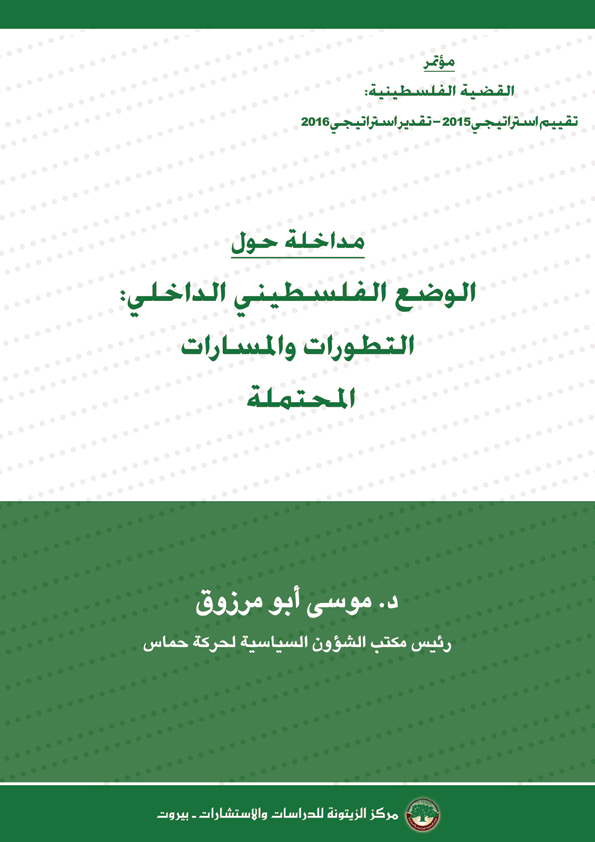 مؤتمر
القضية الفلسطينية:
تقييم استراتيجي 2015 – تقدير استراتيجي 2016
مداخلة حول
الوضع الفلسطيني الداخلي:
التطورات والمسارات
المحتملة
د. موسى أبو مرزوق
رئيس مكتب الشؤون السياسية لحركة حماس
مركز الزيتونة للدراسات والاستشارات - بيروت